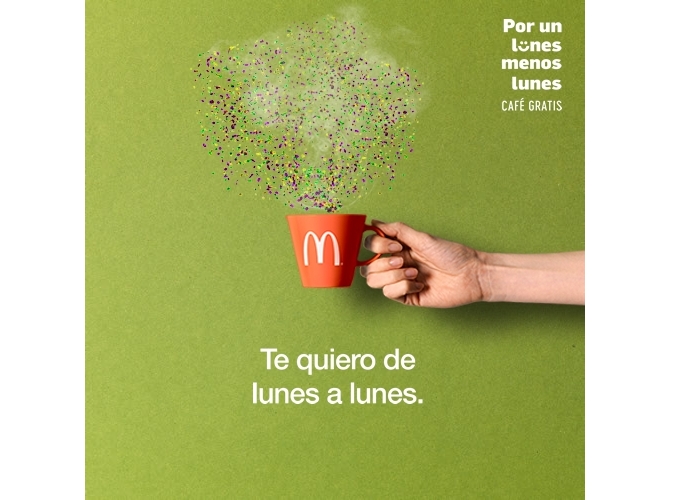 Por un
lunes
menos
lunes
CAFÉ GRATIS
M
Te quiero de
lunes a lunes.